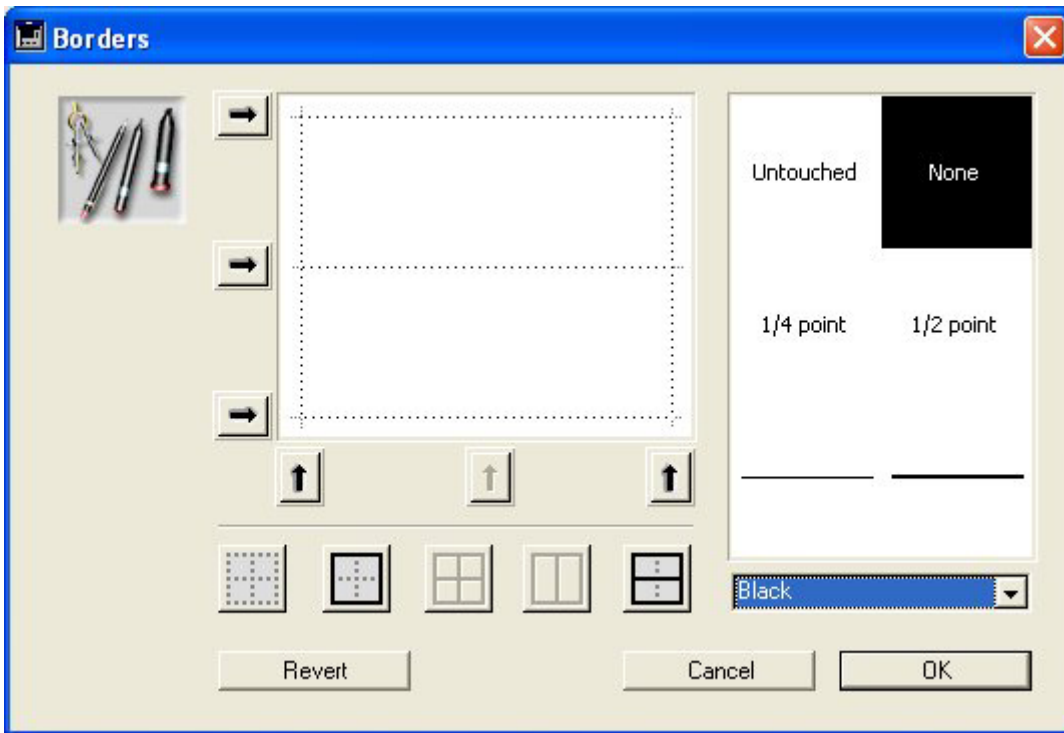 Borders
Untouched
None
1/4 point
1/2 point
Black
Revert
Cancel
OK